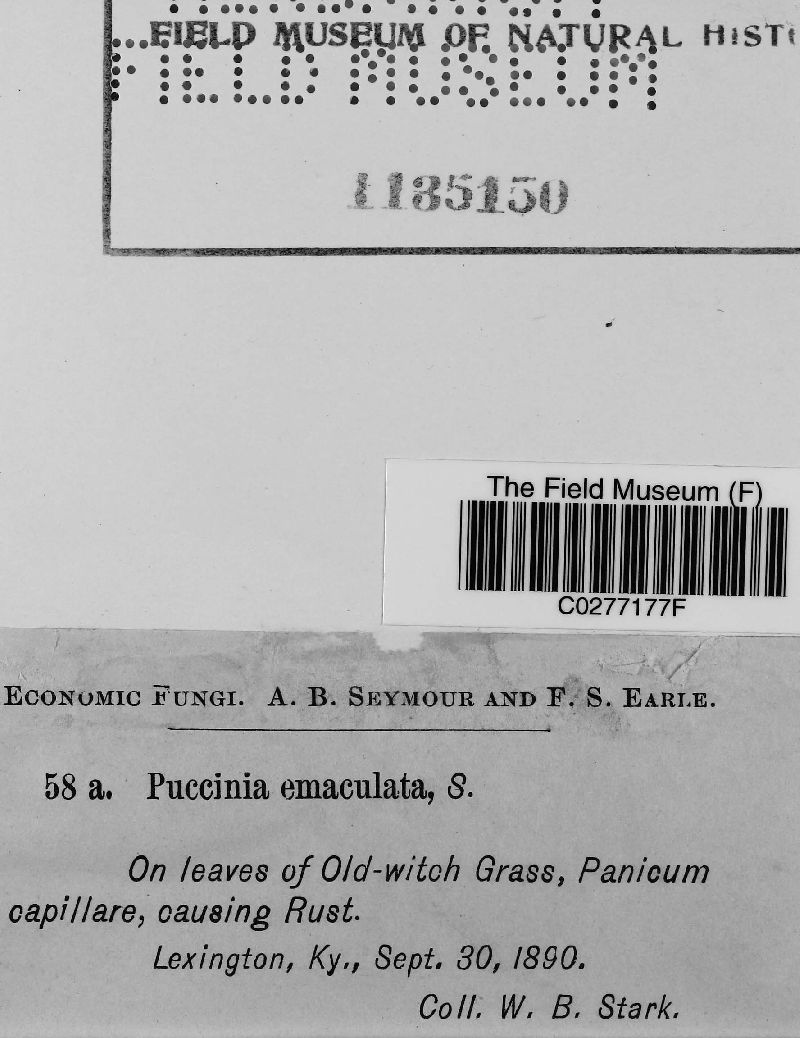 FIELD MUSEUM OF NATURAL HIST
FIELD MUSEUM
1135150
The Field Museum (F)
C0277177F
ECONOMIC FUNGI. A. B. SEYMOUR AND F. S. EARLE.
58 a. Puccinia emaculata, S.
On leaves of Old-witch Grass, Panicum
capillare, causing Rust.
Lexington, Ky., Sept. 30, 1890.
Coll. W. B. Stark.